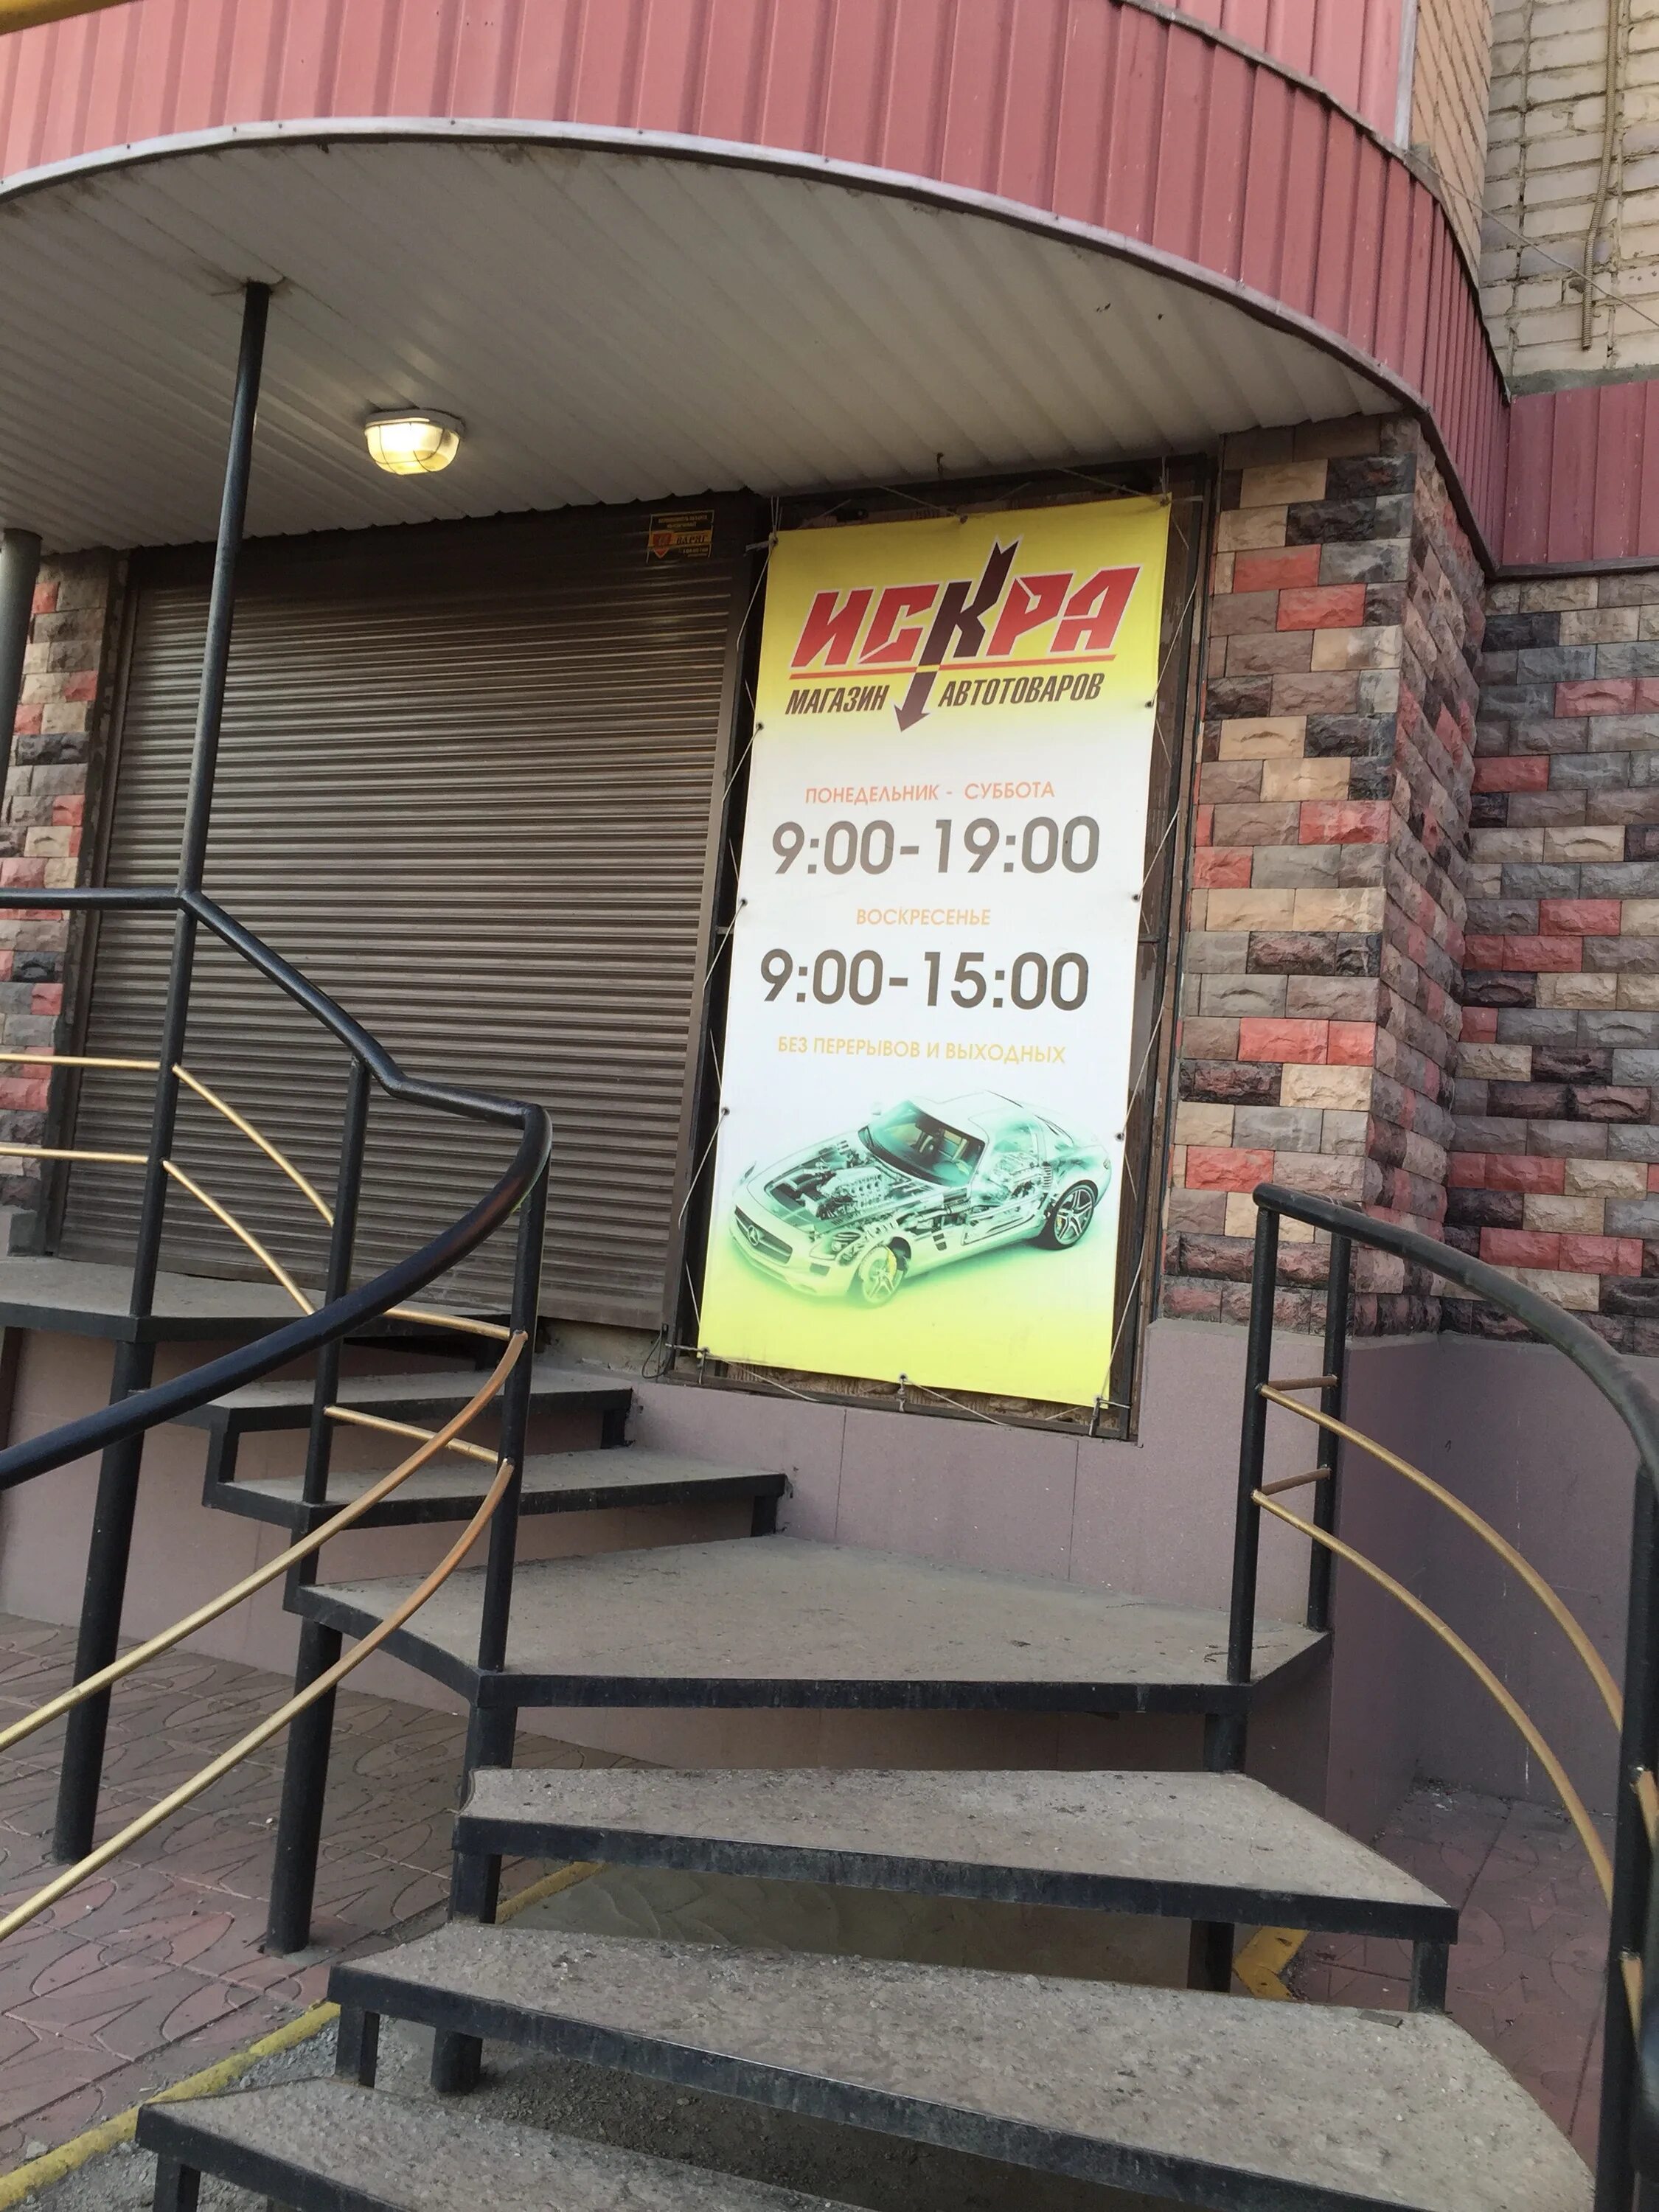 ИСКРА
МАГАЗИН АВТОТОВАРОВ
ПОНЕДЕЛЬНИК - СУББОТА
9:00-19:00
ВОСКРЕСЕНЬЕ
9:00-15:00
БЕЗ ПЕРЕРЫВОВ И ВЫХОДНЫХ